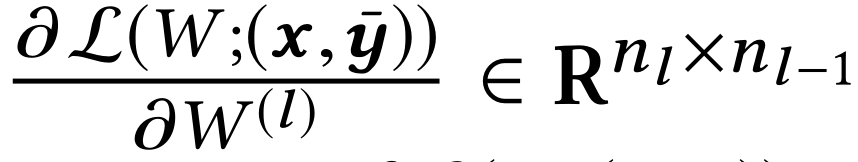 ∂ℒ(W;(x,ȳ))
————— ∈ R^{n_l×n_{l−1}}
∂W^{(l)}